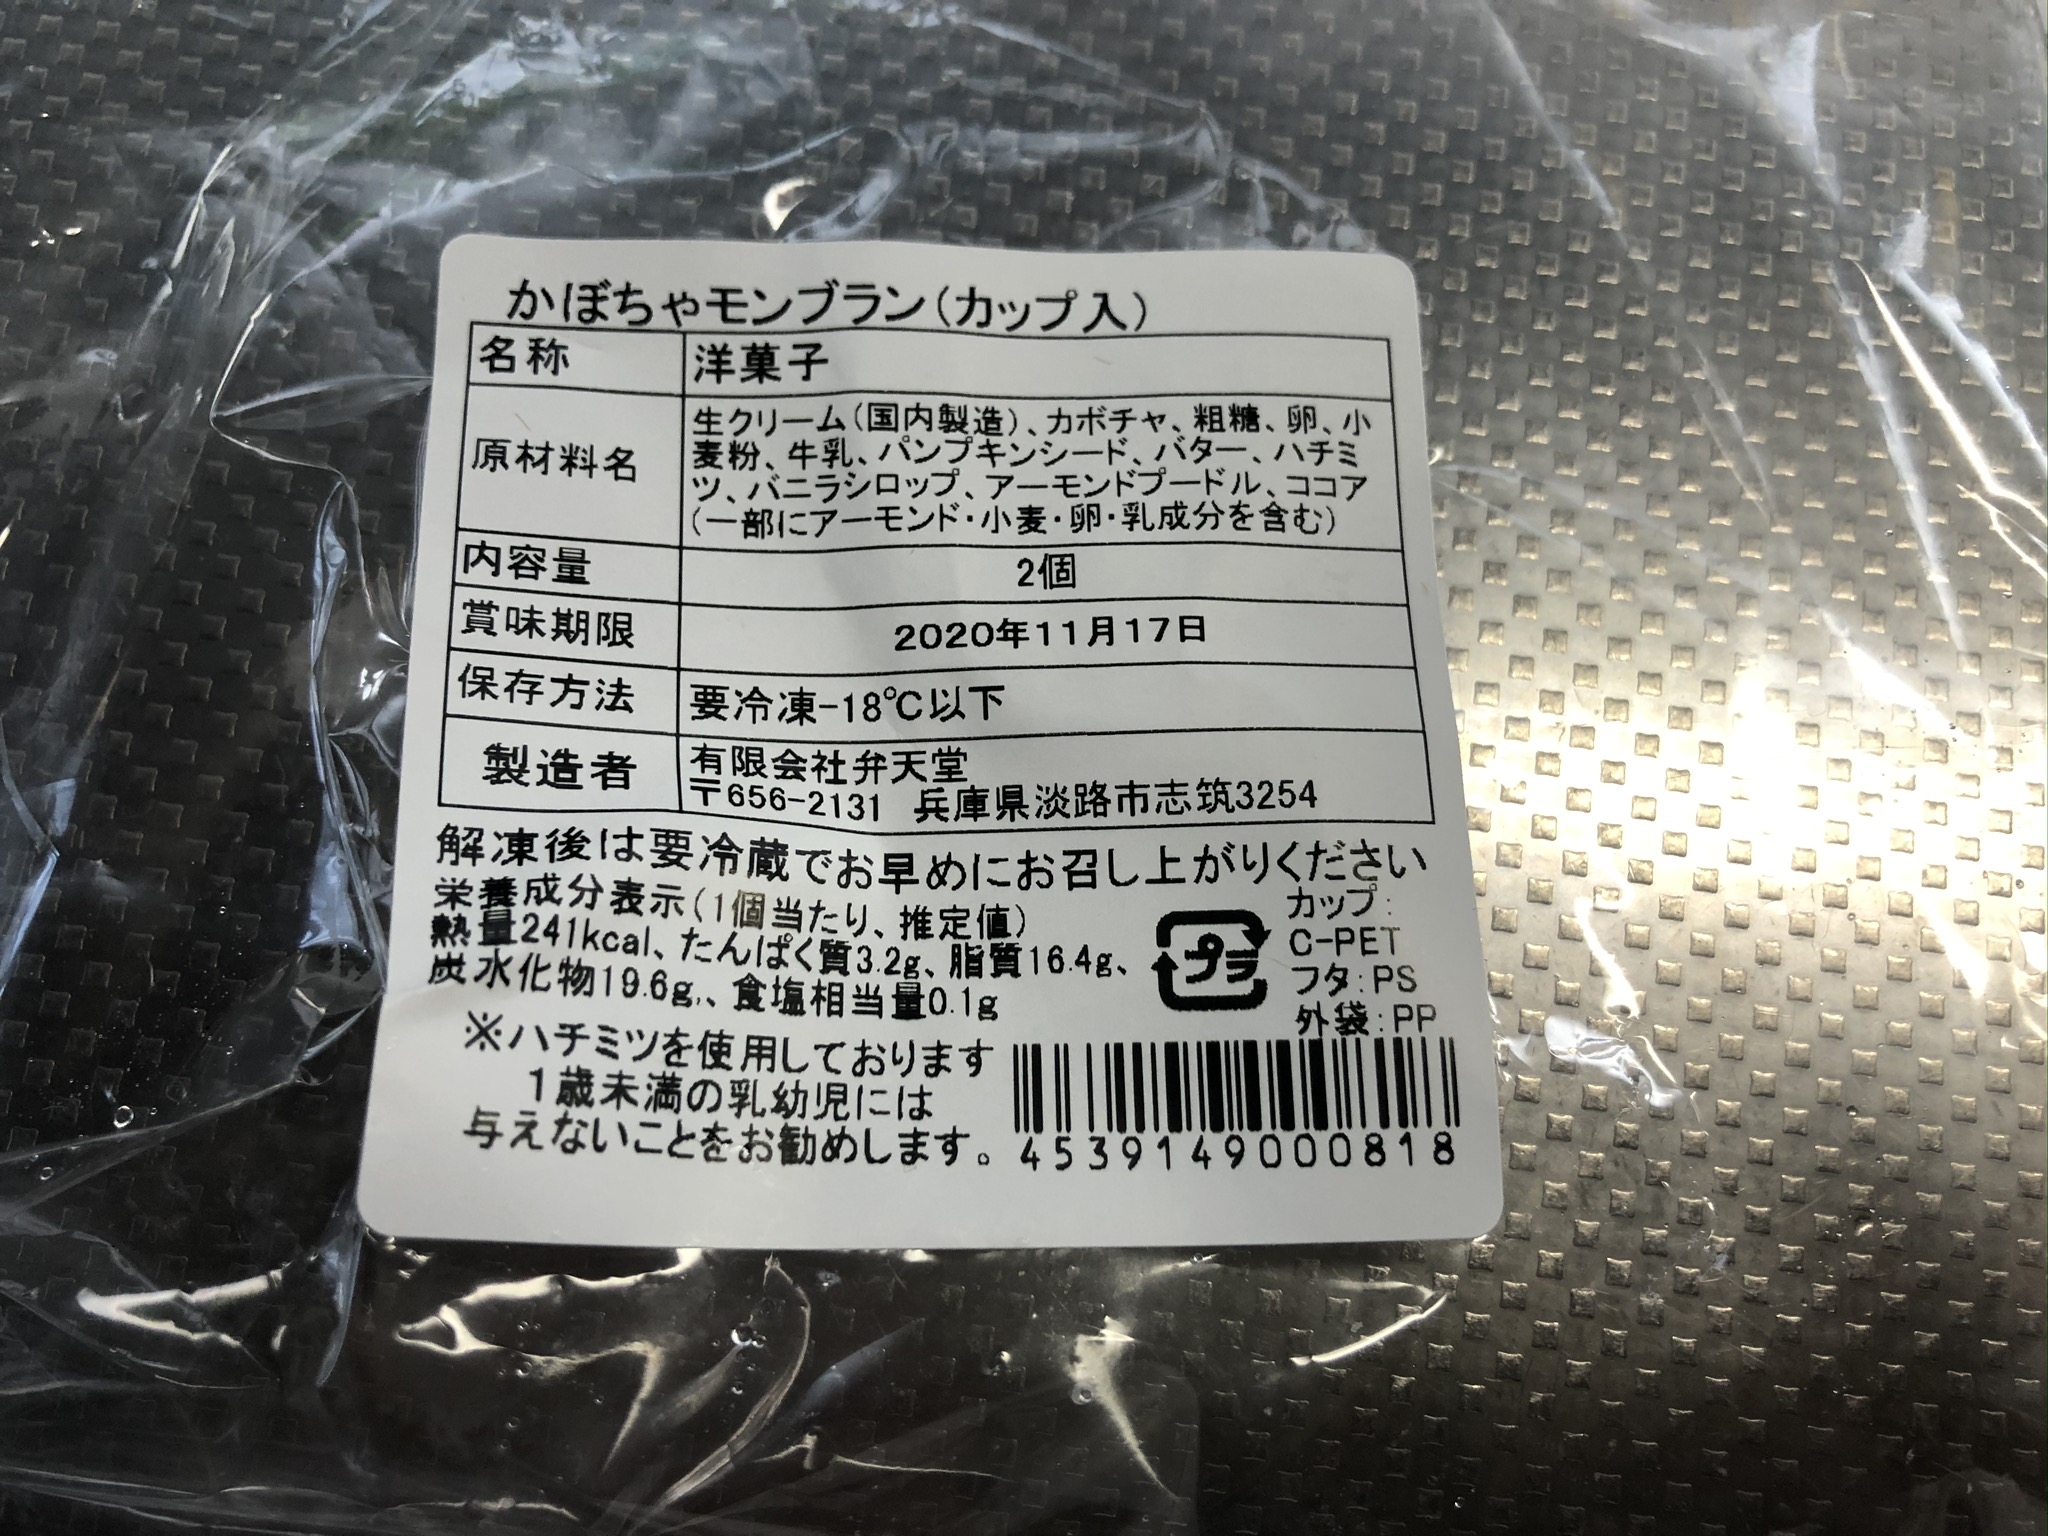 かぼちゃモンブラン(カップ入)
名称 洋菓子
原材料名 生クリーム(国内製造)、カボチャ、粗糖、卵、小
麦粉、牛乳、パンプキンシード、バター、ハチミ
ツ、バニラシロップ、アーモンドプードル、ココア
(一部にアーモンド・小麦・卵・乳成分を含む)
内容量 2個
賞味期限 2020年11月17日
保存方法 要冷凍-18℃以下
製造者 有限会社弁天堂
〒656-2131 兵庫県淡路市志筑3254
解凍後は要冷蔵でお早めにお召し上がりください
栄養成分表示(1個当たり、推定値)
熱量241kcal、たんぱく質3.2g、脂質16.4g、
炭水化物19.6g,、食塩相当量0.1g
プラ
カップ:
C-PET
フタ:PS
外袋:PP
※ハチミツを使用しております
1歳未満の乳幼児には
与えないことをお勧めします。
4539149000818